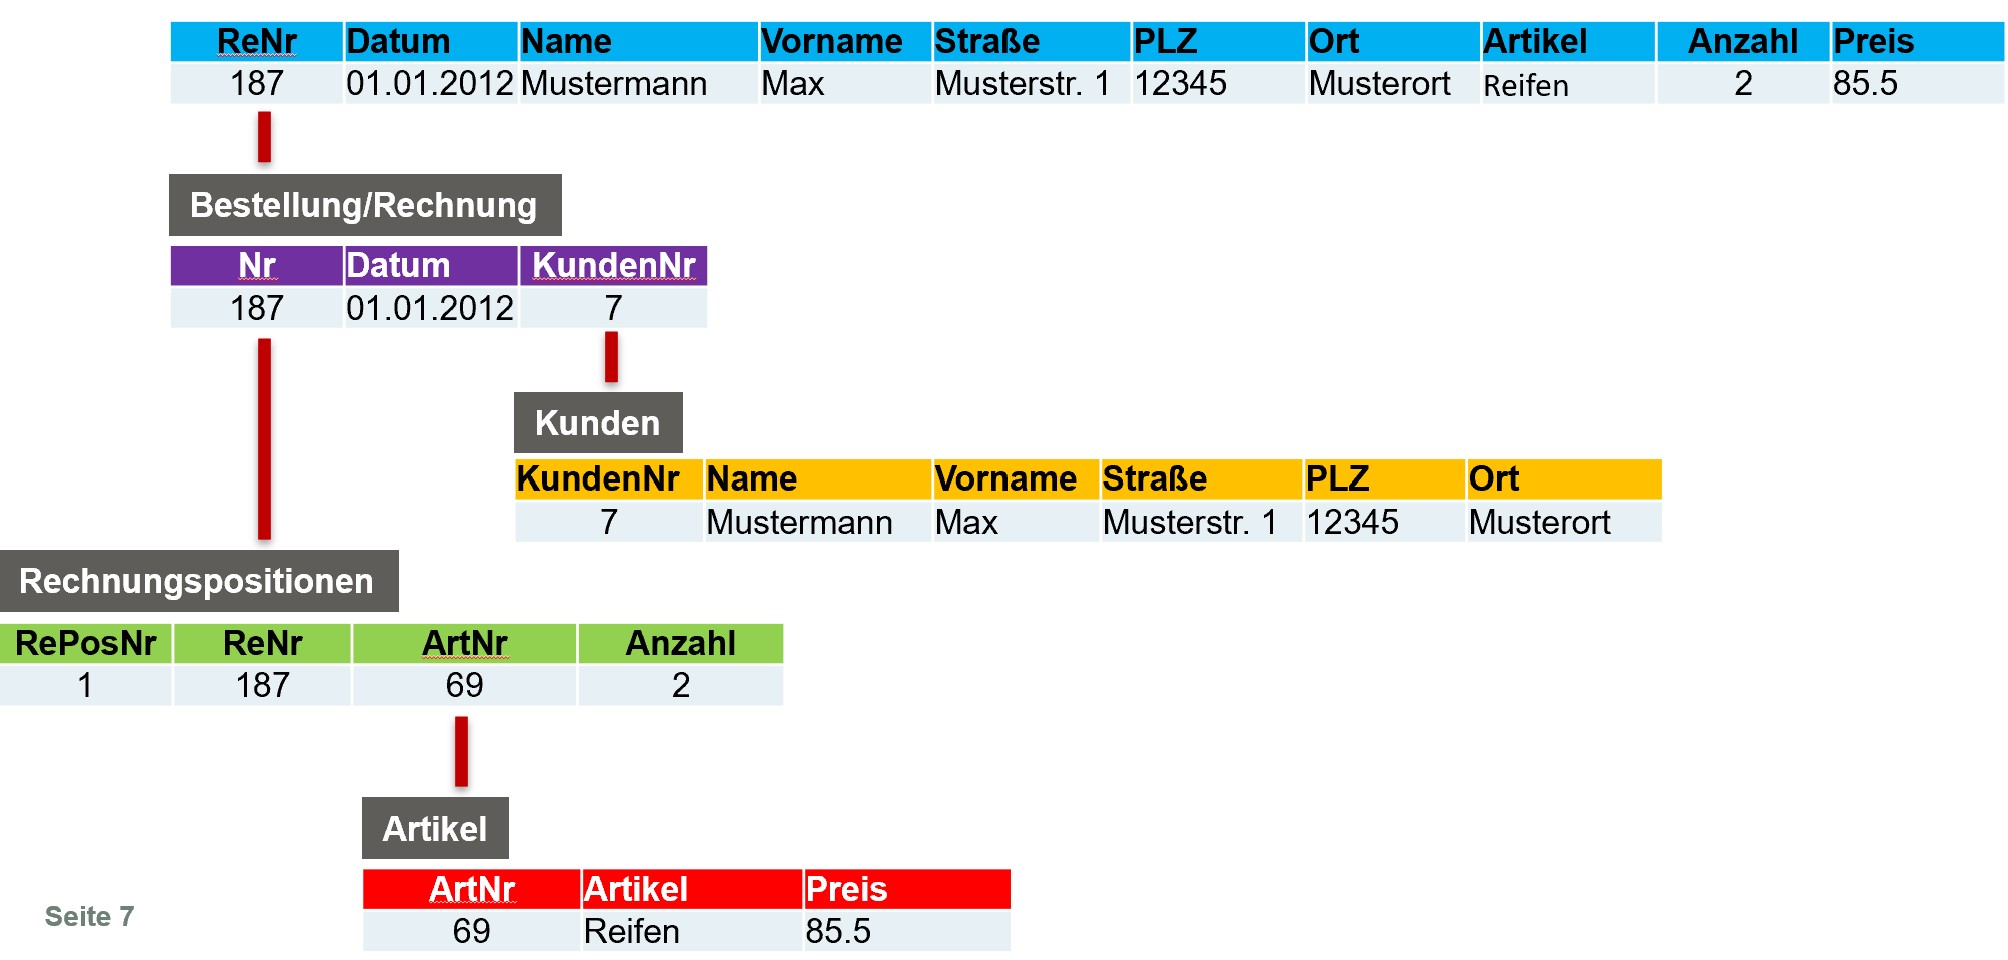 ReNr Datum Name Vorname Straße PLZ Ort Artikel Anzahl Preis
187 01.01.2012 Mustermann Max Musterstr. 1 12345 Musterort Reifen 2 85.5
Bestellung/Rechnung
Nr Datum KundenNr
187 01.01.2012 7
Kunden
KundenNr Name Vorname Straße PLZ Ort
7 Mustermann Max Musterstr. 1 12345 Musterort
Rechnungspositionen
RePosNr ReNr ArtNr Anzahl
1 187 69 2
Artikel
ArtNr Artikel Preis
69 Reifen 85.5
Seite 7